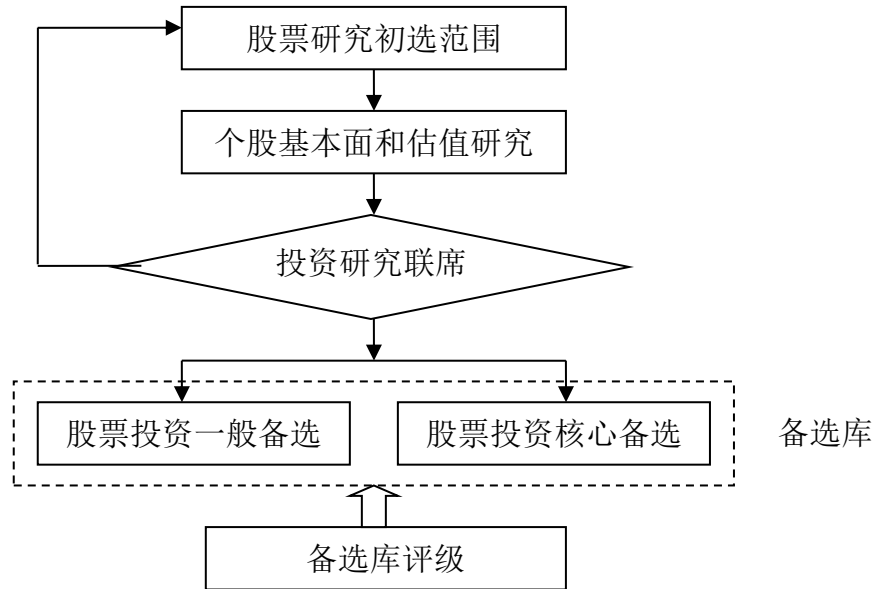 股票研究初选范围
个股基本面和估值研究
投资研究联席
股票投资一般备选
股票投资核心备选
备选库
备选库评级